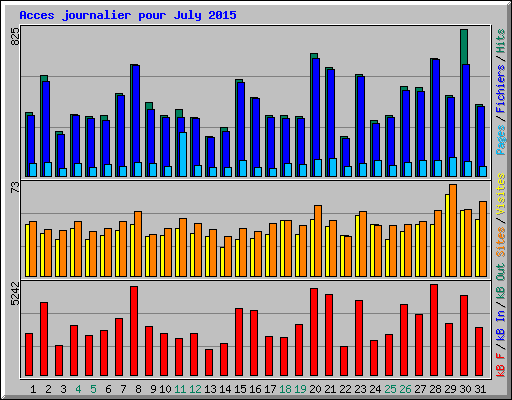 Acces journalier pour July 2015
825
73
5242
Pages / Fichiers / Hits
Sites / Visites
kB F / kB In / kB Out
1 2 3 4 5 6 7 8 9 10 11 12 13 14 15 16 17 18 19 20 21 22 23 24 25 26 27 28 29 30 31